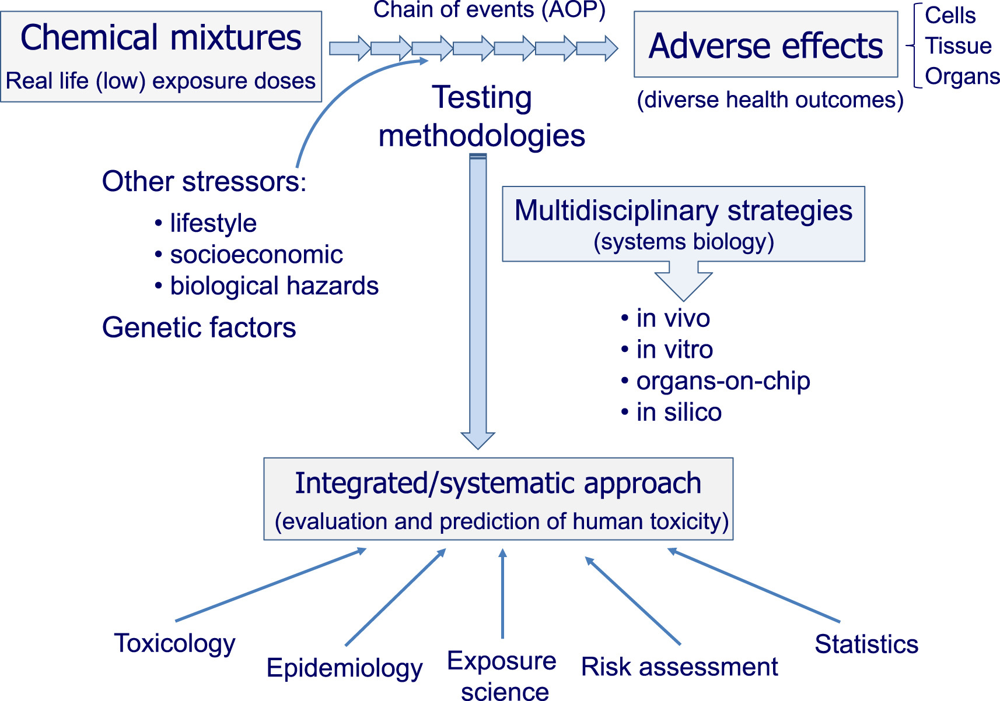 Chemical mixtures
Real life (low) exposure doses
Chain of events (AOP)
Adverse effects
(diverse health outcomes)
Cells
Tissue
Organs
Testing
methodologies
Other stressors:
• lifestyle
• socioeconomic
• biological hazards
Genetic factors
Multidisciplinary strategies
(systems biology)
• in vivo
• in vitro
• organs-on-chip
• in silico
Integrated/systematic approach
(evaluation and prediction of human toxicity)
Toxicology
Epidemiology
Exposure
science
Risk assessment
Statistics